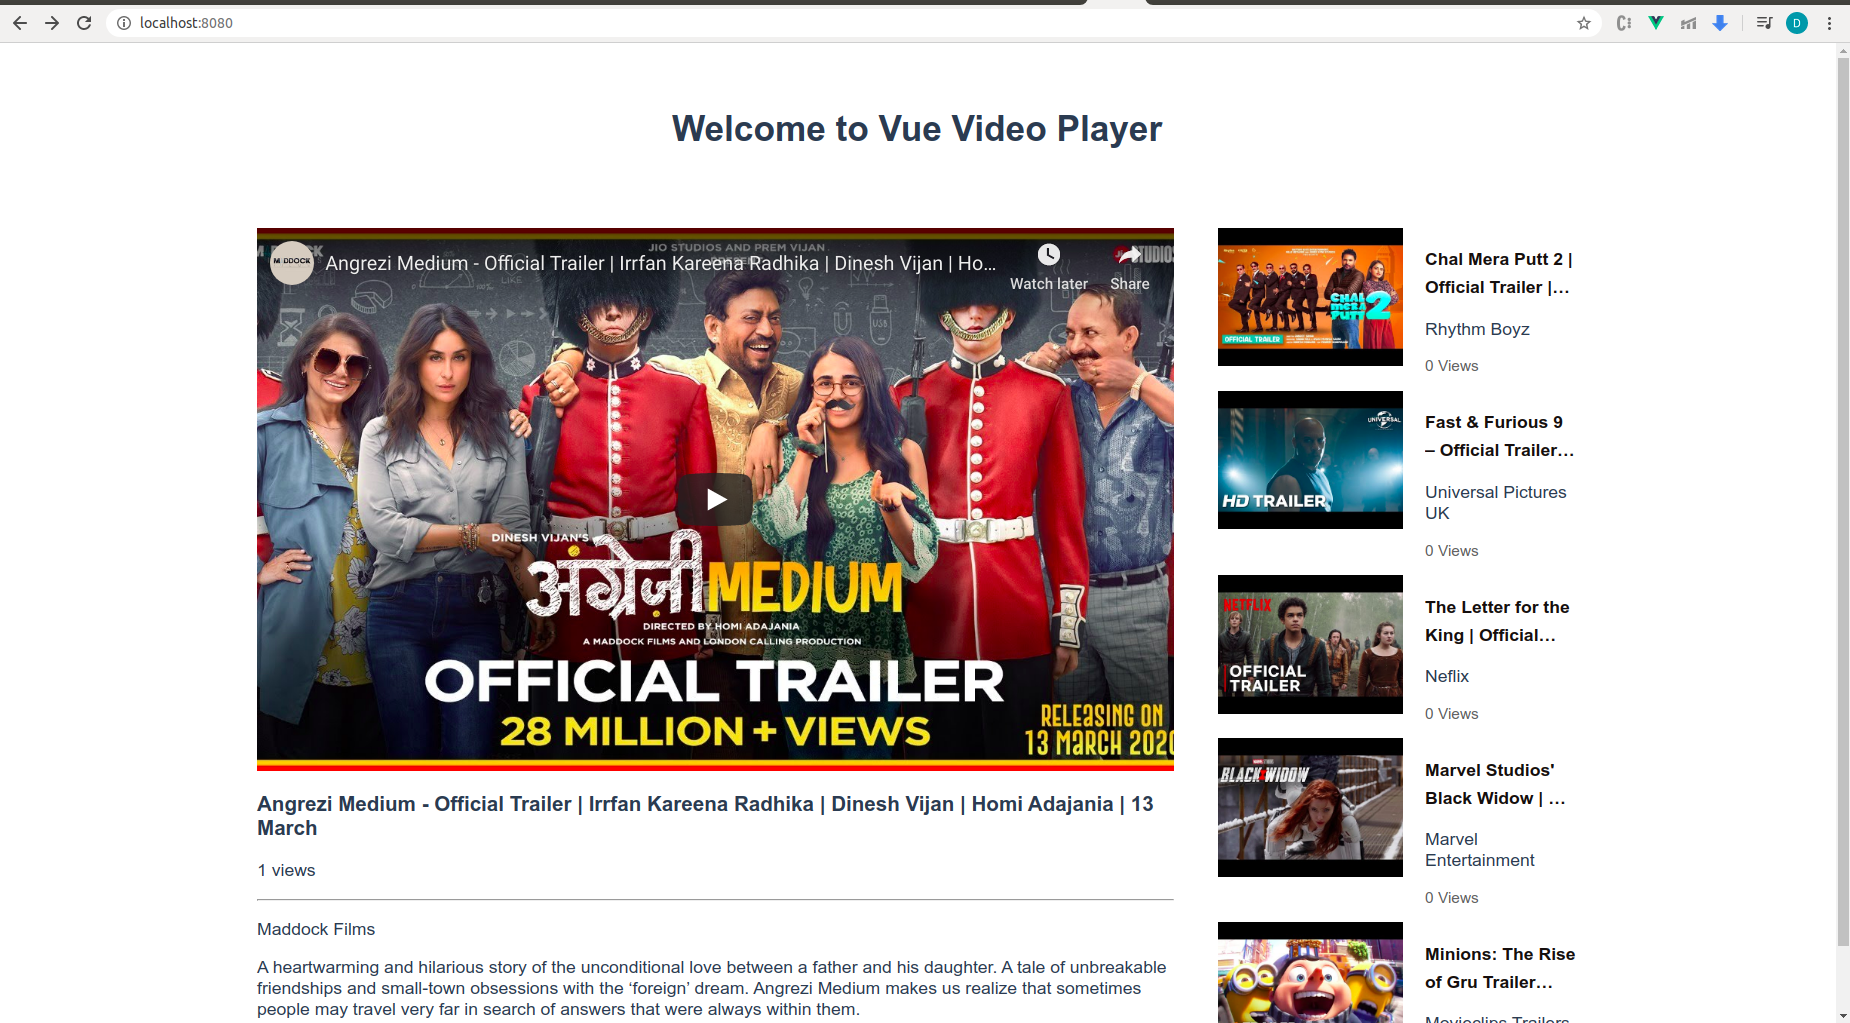 localhost:8080
D
Welcome to Vue Video Player
JIO STUDIOS AND PREM VIJAN
PRESENT
MADDOCK
Angrezi Medium - Official Trailer | Irrfan Kareena Radhika | Dinesh Vijan | Ho...
Watch later
Share
DINESH VIJAN'S
अंग्रेज़ी MEDIUM
DIRECTED BY HOMI ADAJANIA
A MADDOCK FILMS AND LONDON CALLING PRODUCTION
OFFICIAL TRAILER
28 MILLION + VIEWS
RELEASING ON
13 MARCH 2020
Angrezi Medium - Official Trailer | Irrfan Kareena Radhika | Dinesh Vijan | Homi Adajania | 13
March
1 views
Maddock Films
A heartwarming and hilarious story of the unconditional love between a father and his daughter. A tale of unbreakable
friendships and small-town obsessions with the ‘foreign’ dream. Angrezi Medium makes us realize that sometimes
people may travel very far in search of answers that were always within them.
CHAL
MERA
PUTT 2
OFFICIAL TRAILER
Chal Mera Putt 2 |
Official Trailer |...
Rhythm Boyz
0 Views
UNIVERSAL
HD TRAILER
Fast & Furious 9
– Official Trailer...
Universal Pictures
UK
0 Views
NETFLIX
OFFICIAL
TRAILER
The Letter for the
King | Official...
Neflix
0 Views
BLACK WIDOW
Marvel Studios'
Black Widow | ...
Marvel
Entertainment
0 Views
Minions: The Rise
of Gru Trailer...
Movieclips Trailers